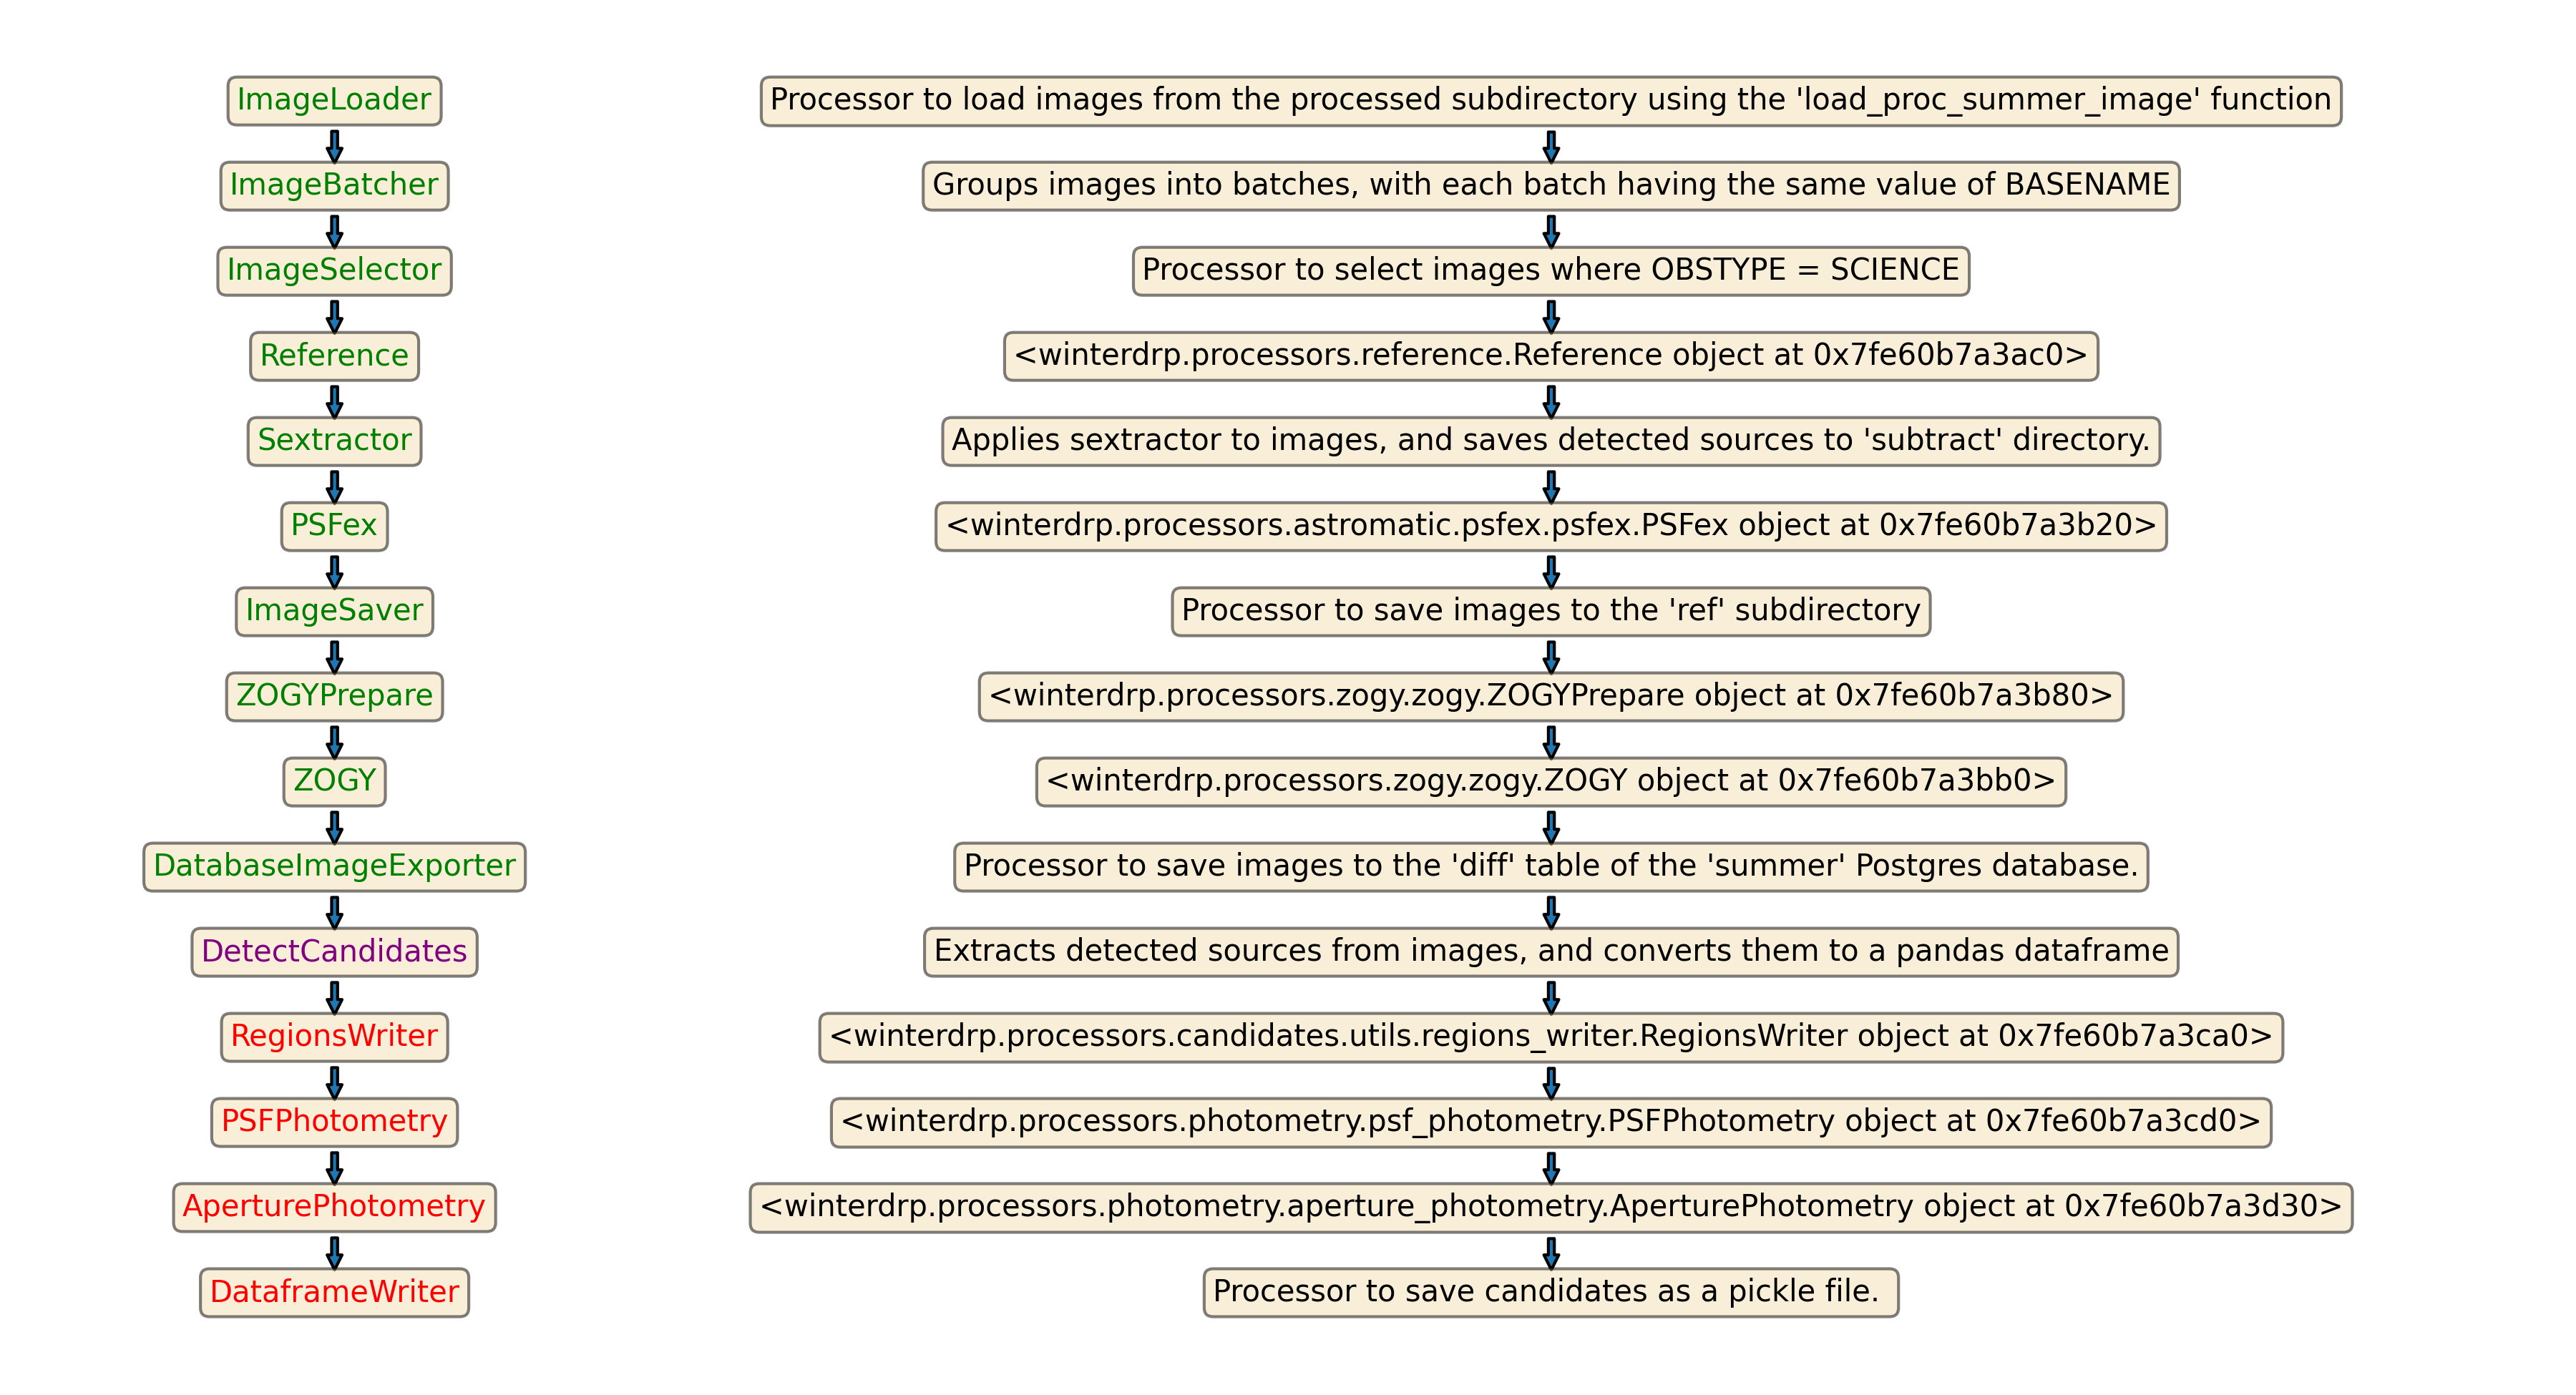 ImageLoader
Processor to load images from the processed subdirectory using the 'load_proc_summer_image' function
ImageBatcher
Groups images into batches, with each batch having the same value of BASENAME
ImageSelector
Processor to select images where OBSTYPE = SCIENCE
Reference
<winterdrp.processors.reference.Reference object at 0x7fe60b7a3ac0>
Sextractor
Applies sextractor to images, and saves detected sources to 'subtract' directory.
PSFex
<winterdrp.processors.astromatic.psfex.psfex.PSFex object at 0x7fe60b7a3b20>
ImageSaver
Processor to save images to the 'ref' subdirectory
ZOGYPrepare
<winterdrp.processors.zogy.zogy.ZOGYPrepare object at 0x7fe60b7a3b80>
ZOGY
<winterdrp.processors.zogy.zogy.ZOGY object at 0x7fe60b7a3bb0>
DatabaseImageExporter
Processor to save images to the 'diff' table of the 'summer' Postgres database.
DetectCandidates
Extracts detected sources from images, and converts them to a pandas dataframe
RegionsWriter
<winterdrp.processors.candidates.utils.regions_writer.RegionsWriter object at 0x7fe60b7a3ca0>
PSFPhotometry
<winterdrp.processors.photometry.psf_photometry.PSFPhotometry object at 0x7fe60b7a3cd0>
AperturePhotometry
<winterdrp.processors.photometry.aperture_photometry.AperturePhotometry object at 0x7fe60b7a3d30>
DataframeWriter
Processor to save candidates as a pickle file.